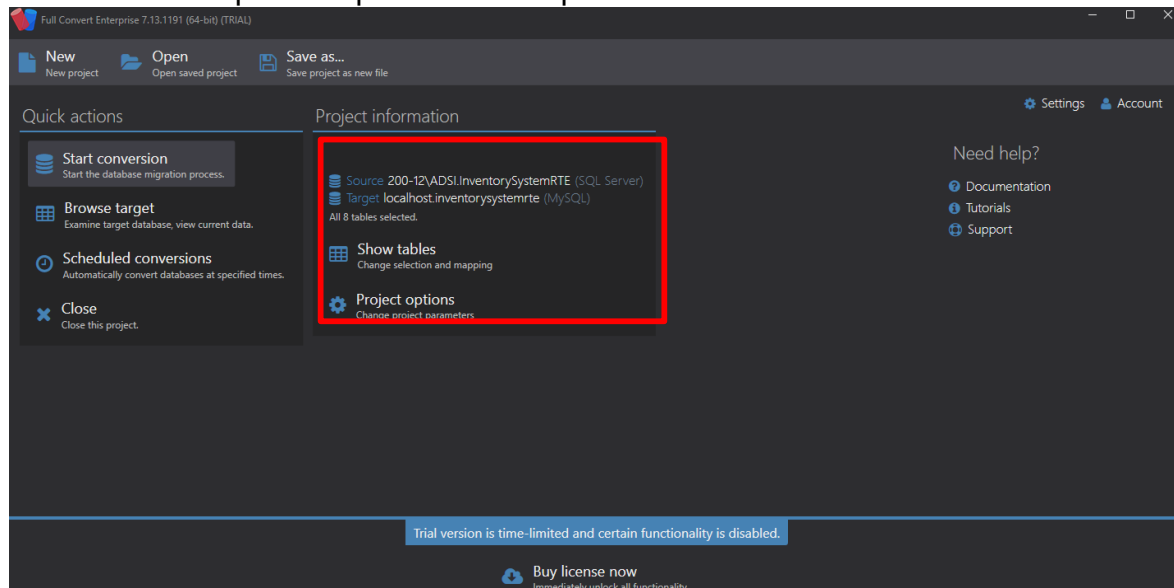 Full Convert Enterprise 7.13.1191 (64-bit) (TRIAL)
New
New project
Open
Open saved project
Save as...
Save project as new file
Settings
Account
Quick actions
Start conversion
Start the database migration process.
Browse target
Examine target database, view current data.
Scheduled conversions
Automatically convert databases at specified times.
Close
Close this project.
Project information
Source 200-12\ADSI.InventorySystemRTE (SQL Server)
Target localhost.inventorysystemrte (MySQL)
All 8 tables selected.
Show tables
Change selection and mapping
Project options
Change project parameters
Need help?
Documentation
Tutorials
Support
Trial version is time-limited and certain functionality is disabled.
Buy license now
Immediately unlock all functionality